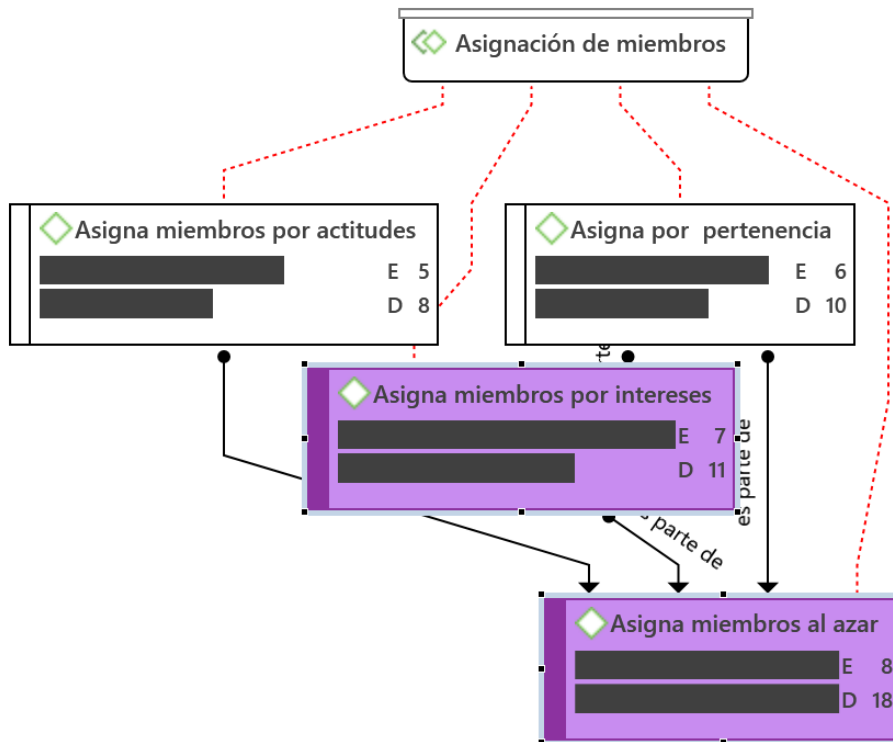 Asignación de miembros
Asigna miembros por actitudes
E 5
D 8
Asigna por pertenencia
E 6
D 10
Asigna miembros por intereses
E 7
D 11
es parte de
parte de
Asigna miembros al azar
E 8
D 18